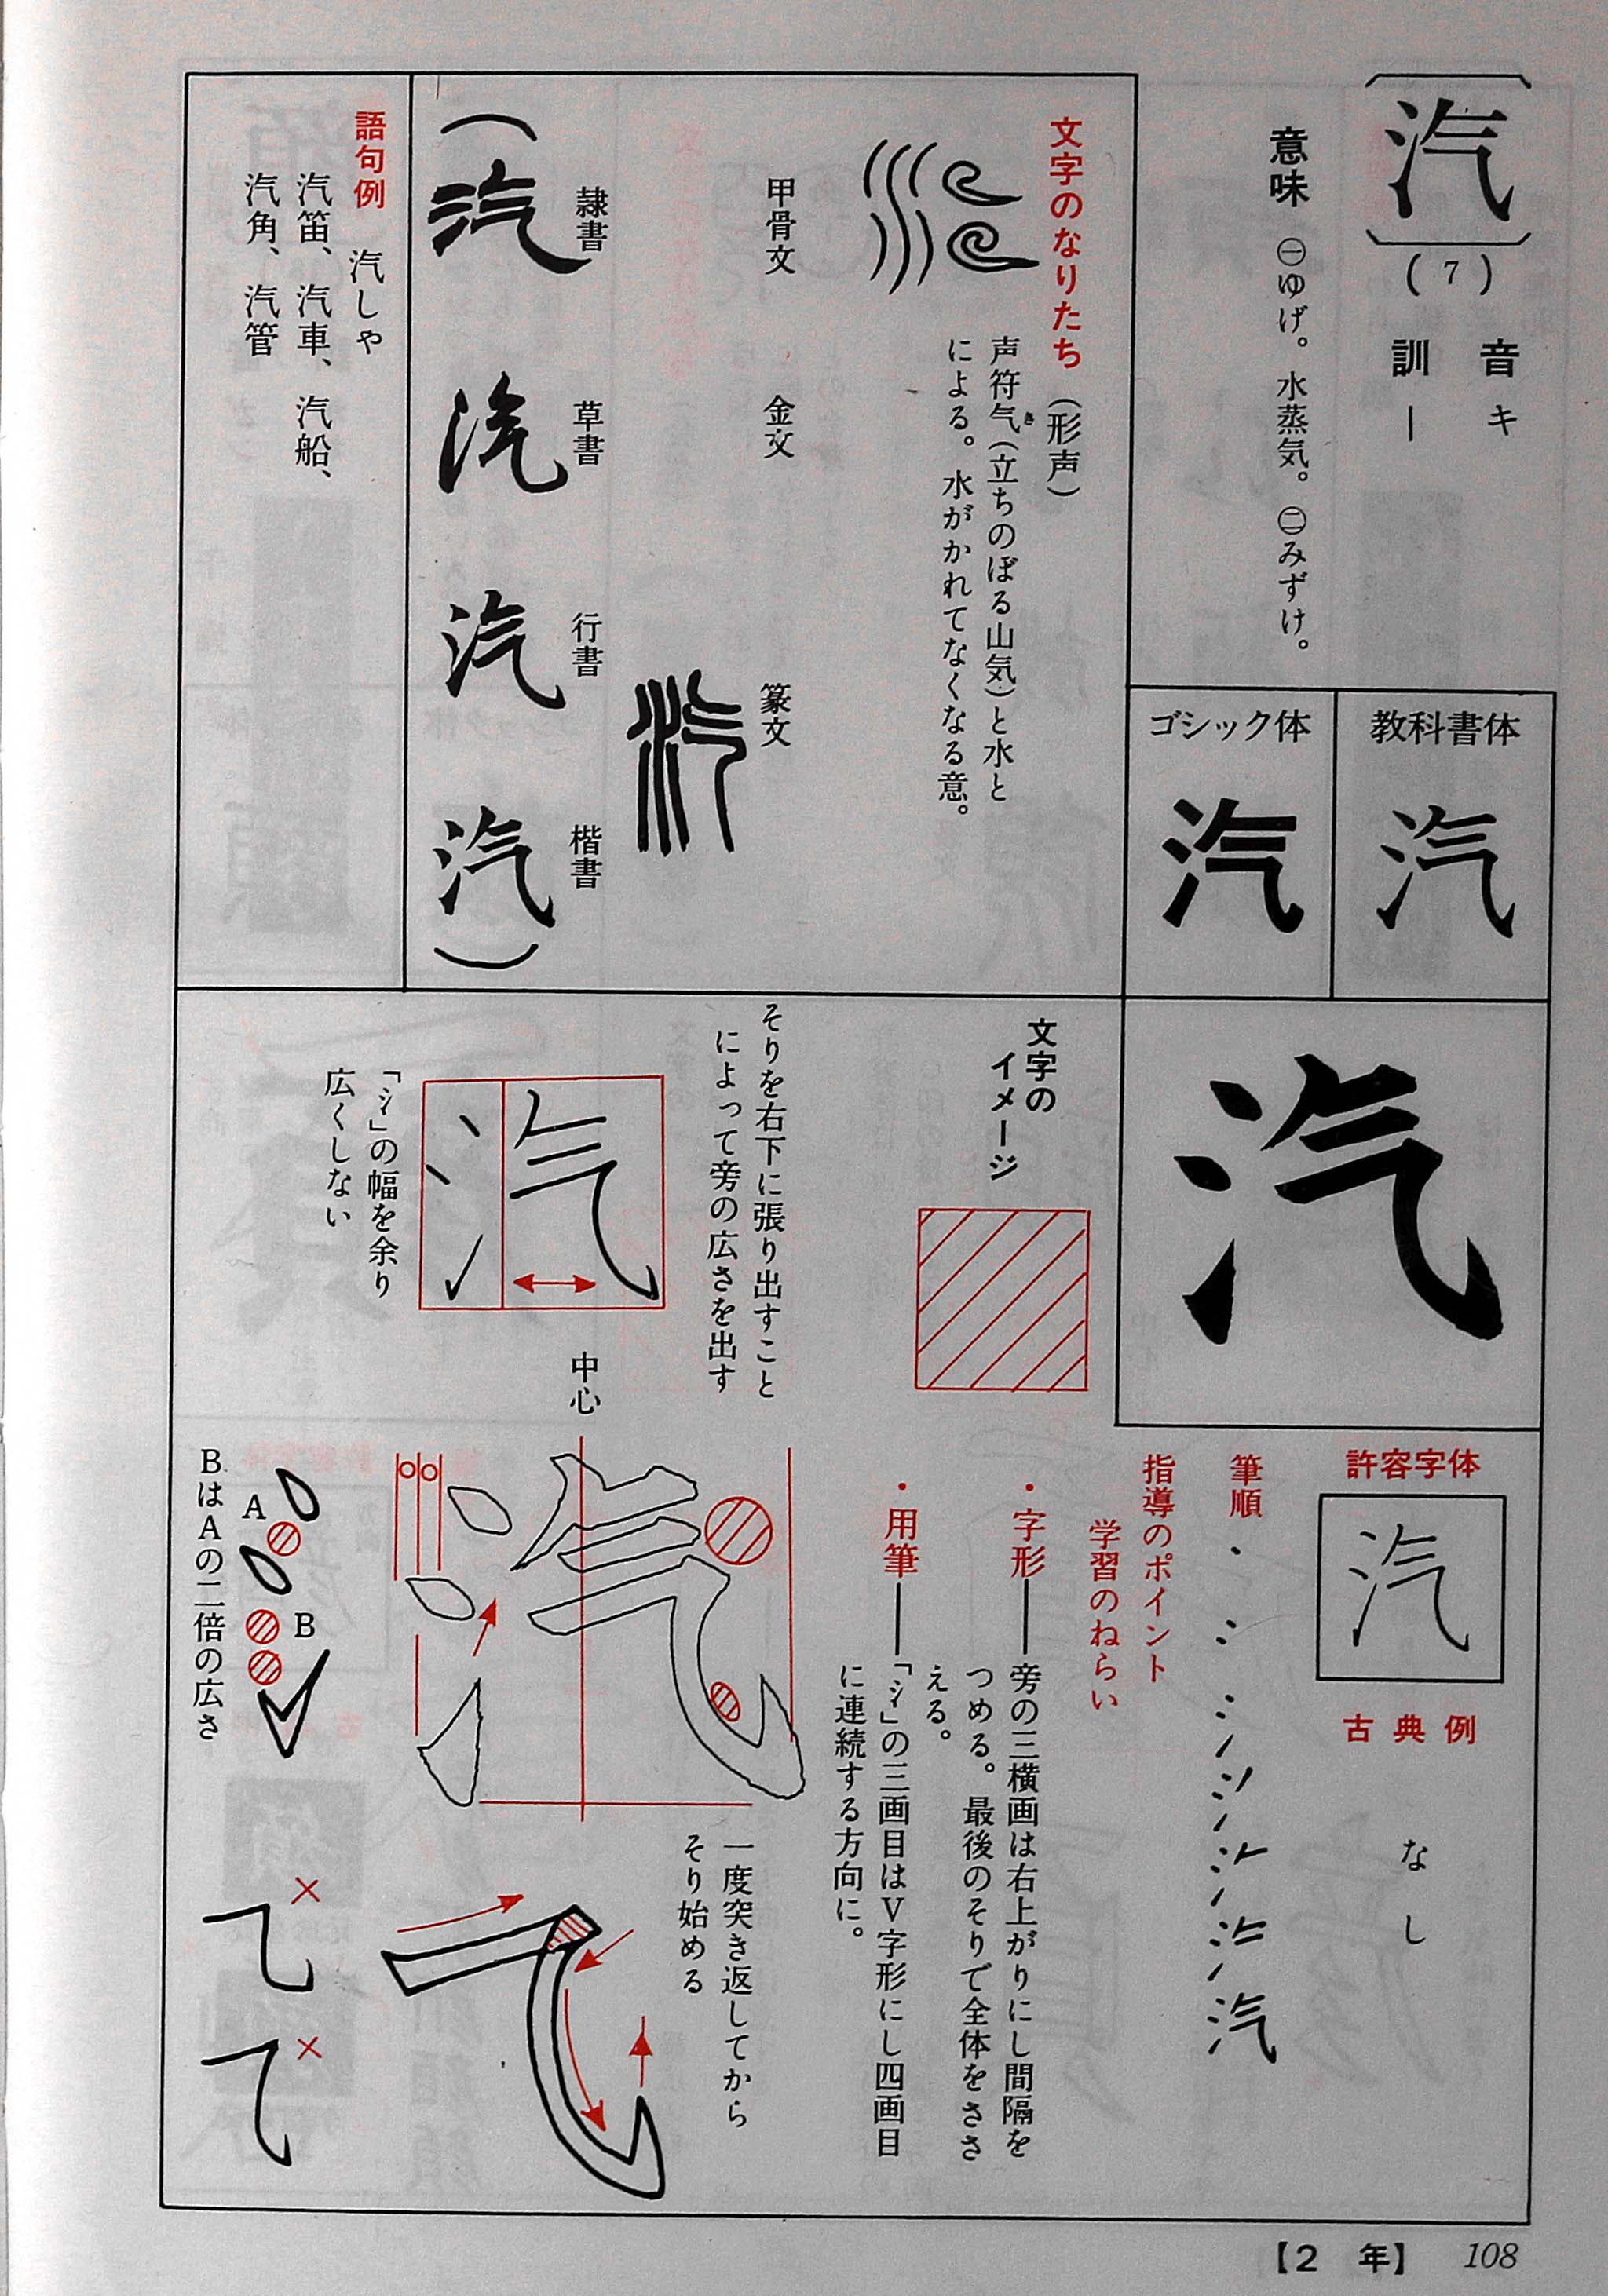 汽
(7)
音 キ
訓 ―
意味 ㊀ゆげ。水蒸気。㊁みずけ。
教科書体
汽
ゴシック体
汽
文字のなりたち（形声）
声符气（立ちのぼる山気）と水と
き
による。水がかれてなくなる意。
甲骨文
金文
篆文
隷書
草書
行書
楷書
（汽 汽 汽 汽）
語句例 汽しゃ
汽笛、汽車、汽船、
汽角、汽管
汽
文字の
イメージ
そりを右下に張り出すこと
によって旁の広さを出す
汽
「氵」の幅を余り
広くしない
許容字体
汽
古典例
なし
筆順
汽
指導のポイント
学習のねらい
・字形―旁の三横画は右上がりにし間隔を
つめる。最後のそりで全体をささ
える。
・用筆―「氵」の三画目はV字形にし四画目
に連続する方向に。
中心
汽
一度突き返してから
そり始める
A
B
BはAの二倍の広さ
×
×
【2 年】 108